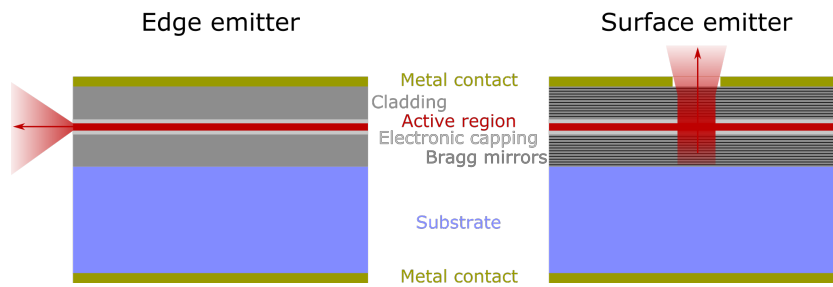 Edge emitter
Surface emitter
Metal contact
Cladding
Active region
Electronic capping
Bragg mirrors
Substrate
Metal contact